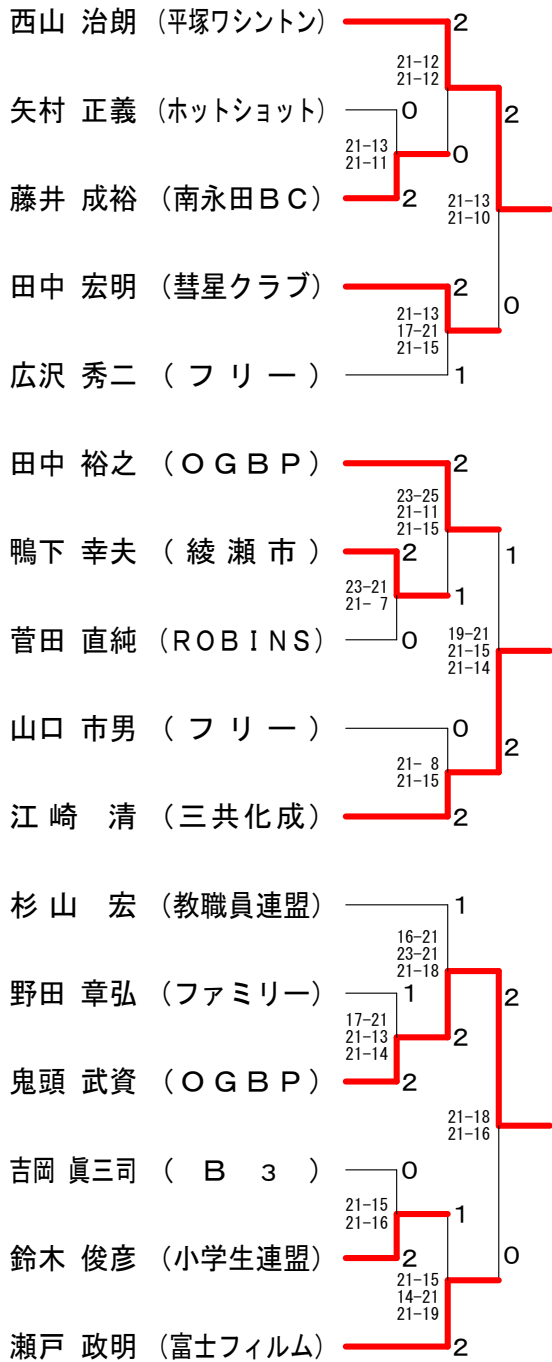 西山 治朗 (平塚ワシントン) 2
21-12
21-12
矢村 正義 (ホットショット) 0 2
21-13
21-11
0
藤井 成裕 (南永田BC) 2
21-13
21-10
田中 宏明 (彗星クラブ) 2
0
21-13
17-21
21-15
広沢 秀二 (フリー) 1
田中 裕之 (OGBP) 2
23-25
21-11
21-15
鴨下 幸夫 (綾瀬市) 2 1
23-21
21- 7
1
菅田 直純 (ROBINS) 0
19-21
21-15
21-14
山口 市男 (フリー) 0
2
21- 8
21-15
江崎 清 (三共化成) 2
杉山 宏 (教職員連盟) 1
16-21
23-21
21-18
野田 章弘 (ファミリー) 1 2
17-21
21-13
21-14
2
鬼頭 武資 (OGBP) 2
21-18
21-16
吉岡 眞三司 (B3) 0
21-15
21-16
1
鈴木 俊彦 (小学生連盟) 2 0
21-15
14-21
21-19
瀬戸 政明 (富士フィルム) 2